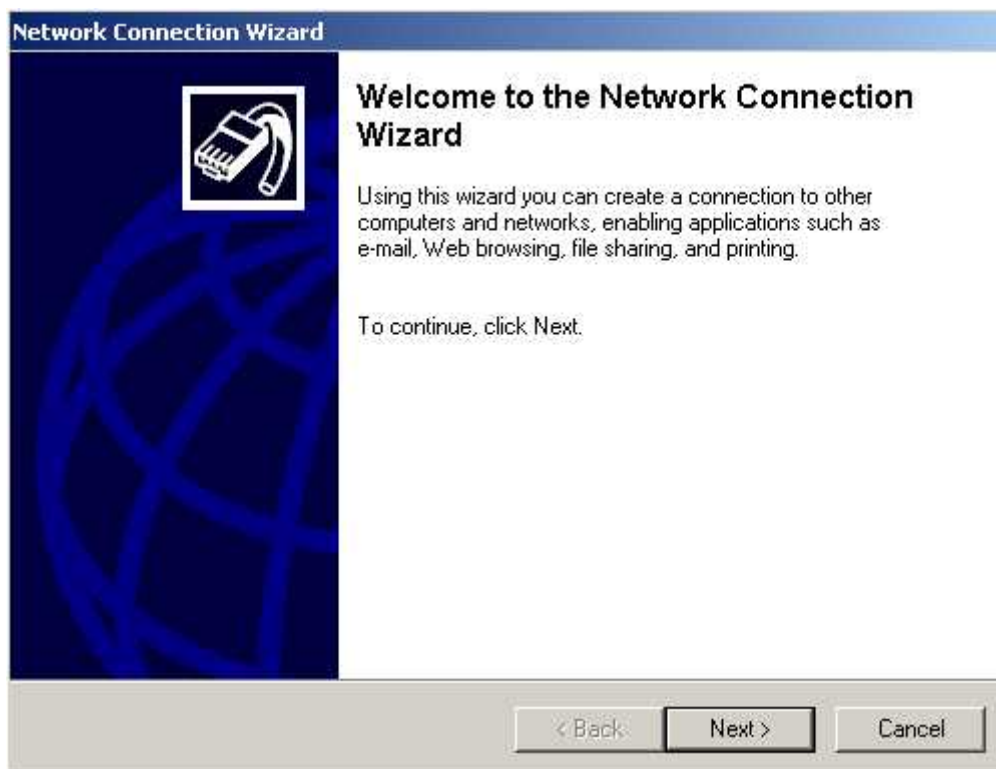 Network Connection Wizard
Welcome to the Network Connection
Wizard
Using this wizard you can create a connection to other
computers and networks, enabling applications such as
e-mail, Web browsing, file sharing, and printing.
To continue, click Next.
< Back
Next >
Cancel